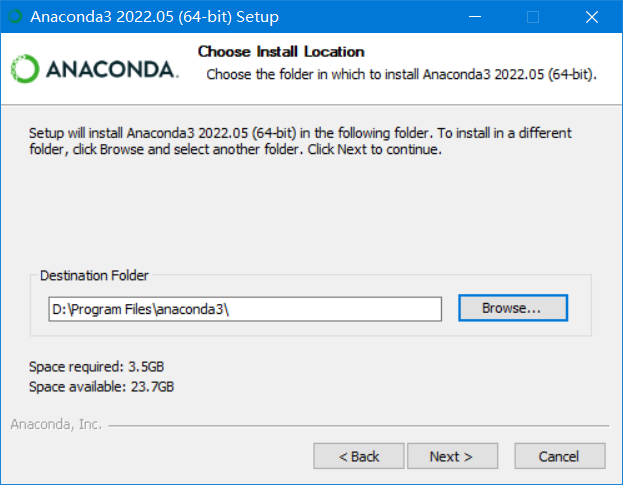 Anaconda3 2022.05 (64-bit) Setup
Choose Install Location
ANACONDA.
Choose the folder in which to install Anaconda3 2022.05 (64-bit).
Setup will install Anaconda3 2022.05 (64-bit) in the following folder. To install in a different
folder, click Browse and select another folder. Click Next to continue.
Destination Folder
D:\Program Files\anaconda3\
Browse...
Space required: 3.5GB
Space available: 23.7GB
Anaconda, Inc.
< Back
Next >
Cancel